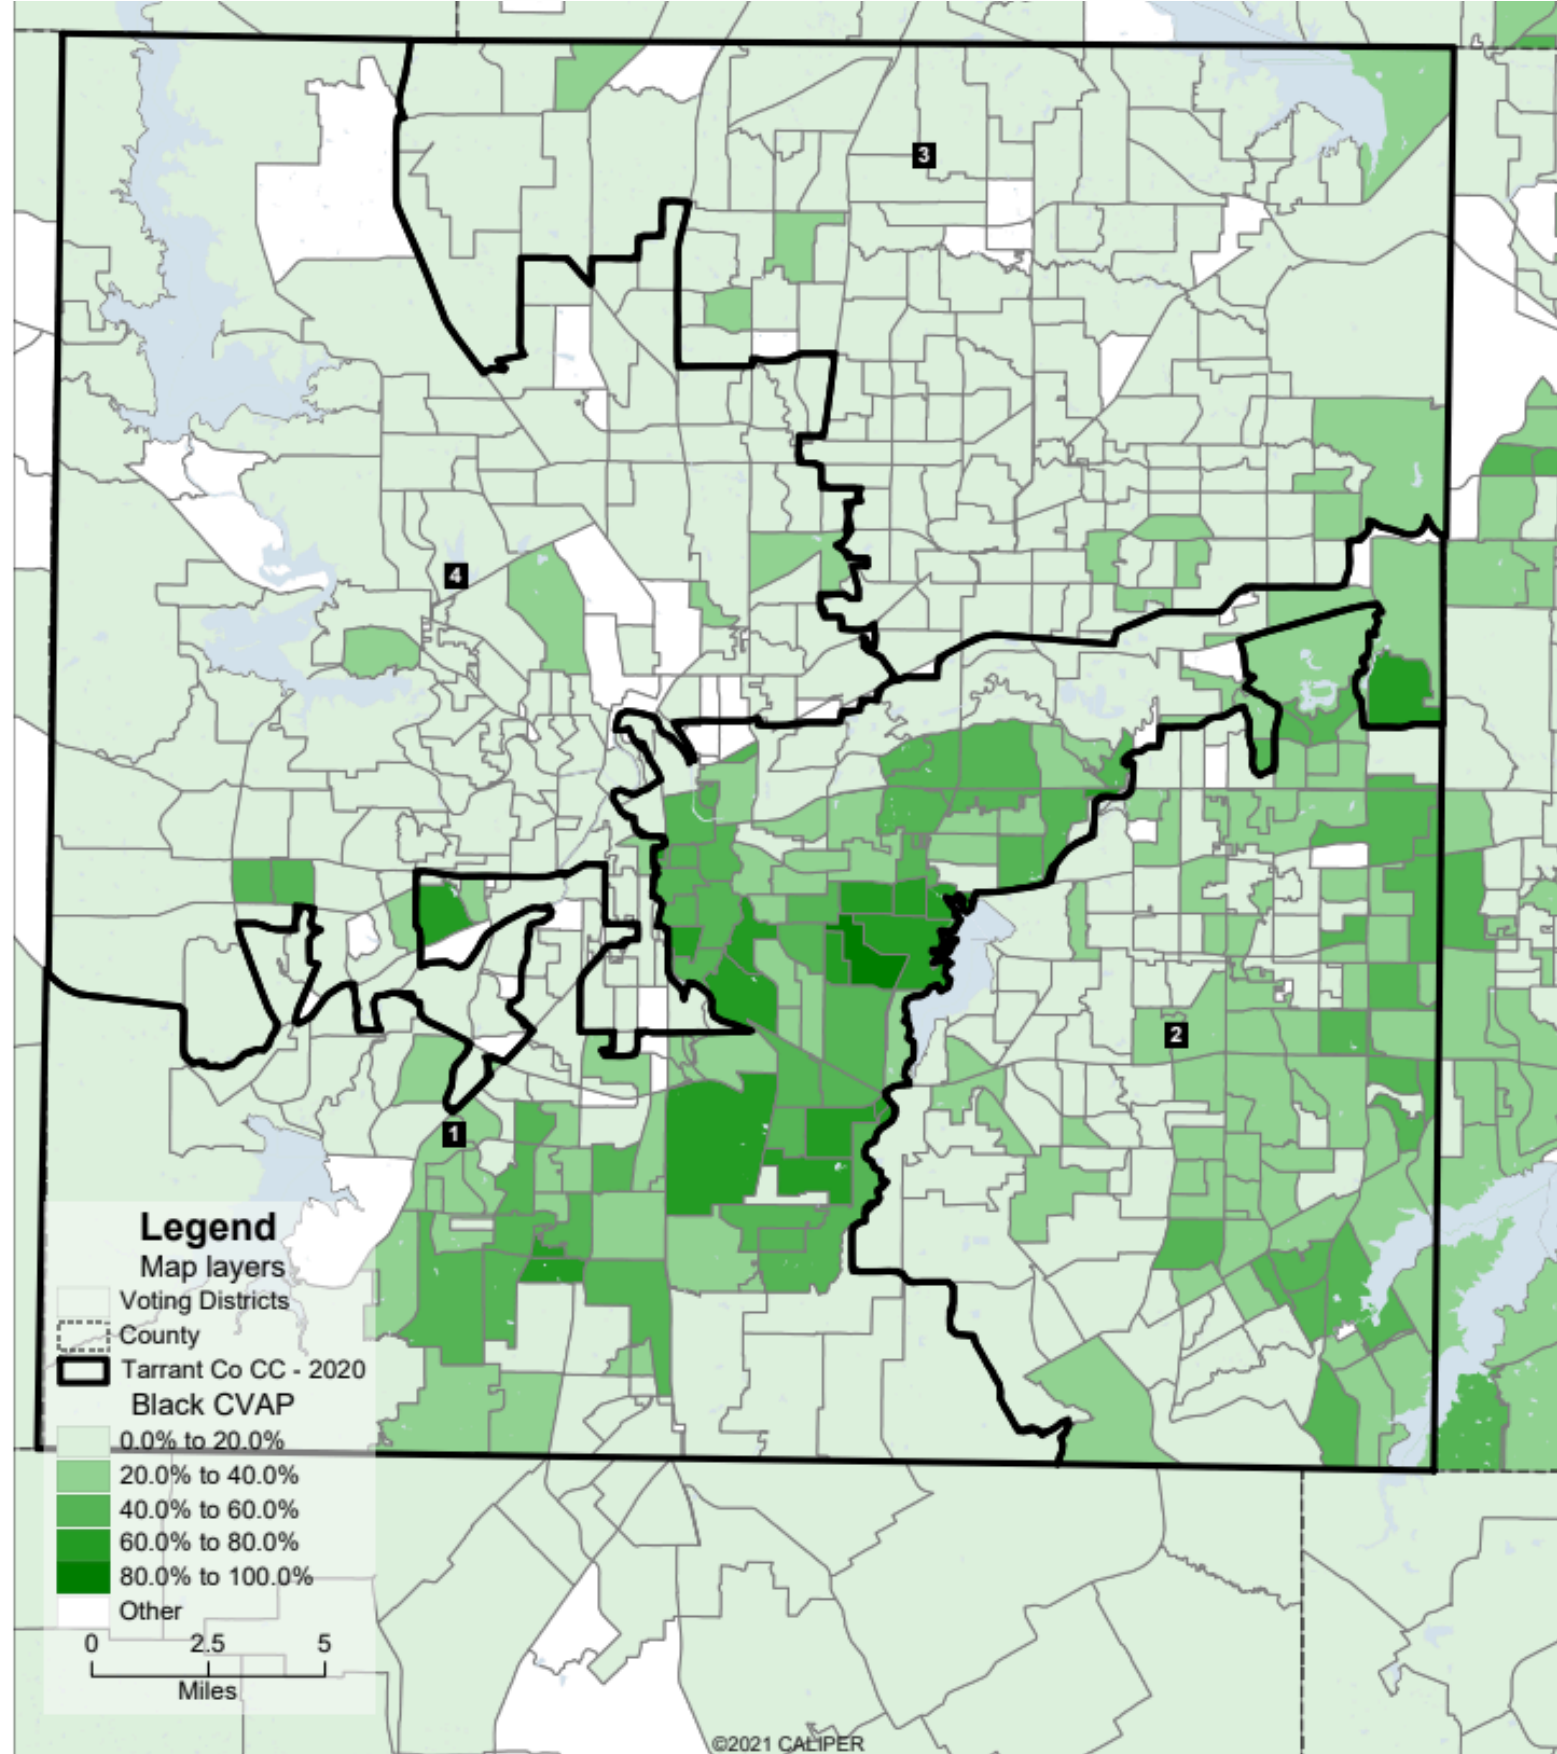 3
4
2
1
Legend
Map layers
Voting Districts
County
Tarrant Co CC - 2020
Black CVAP
0.0% to 20.0%
20.0% to 40.0%
40.0% to 60.0%
60.0% to 80.0%
80.0% to 100.0%
Other
0 2.5 5
Miles
©2021 CALIPER